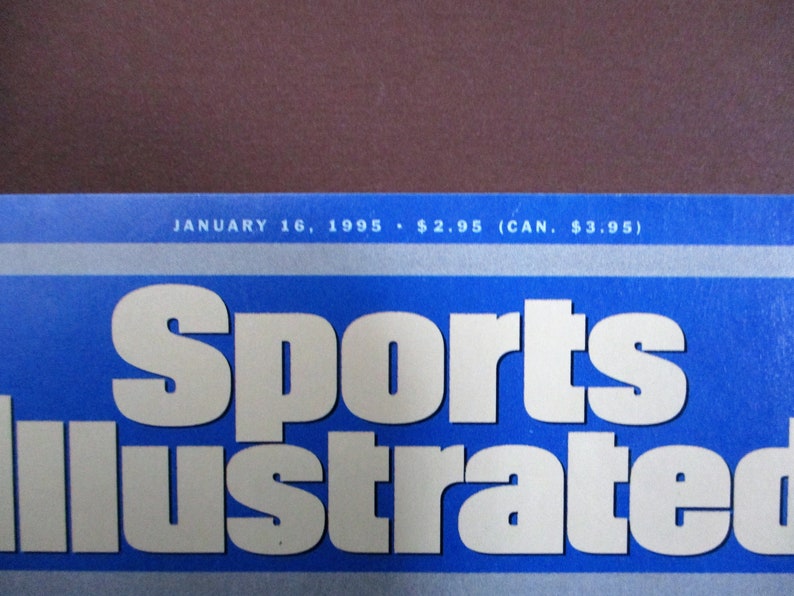 JANUARY 16, 1995 • $2.95 (CAN. $3.95)
Sports
Illustrated